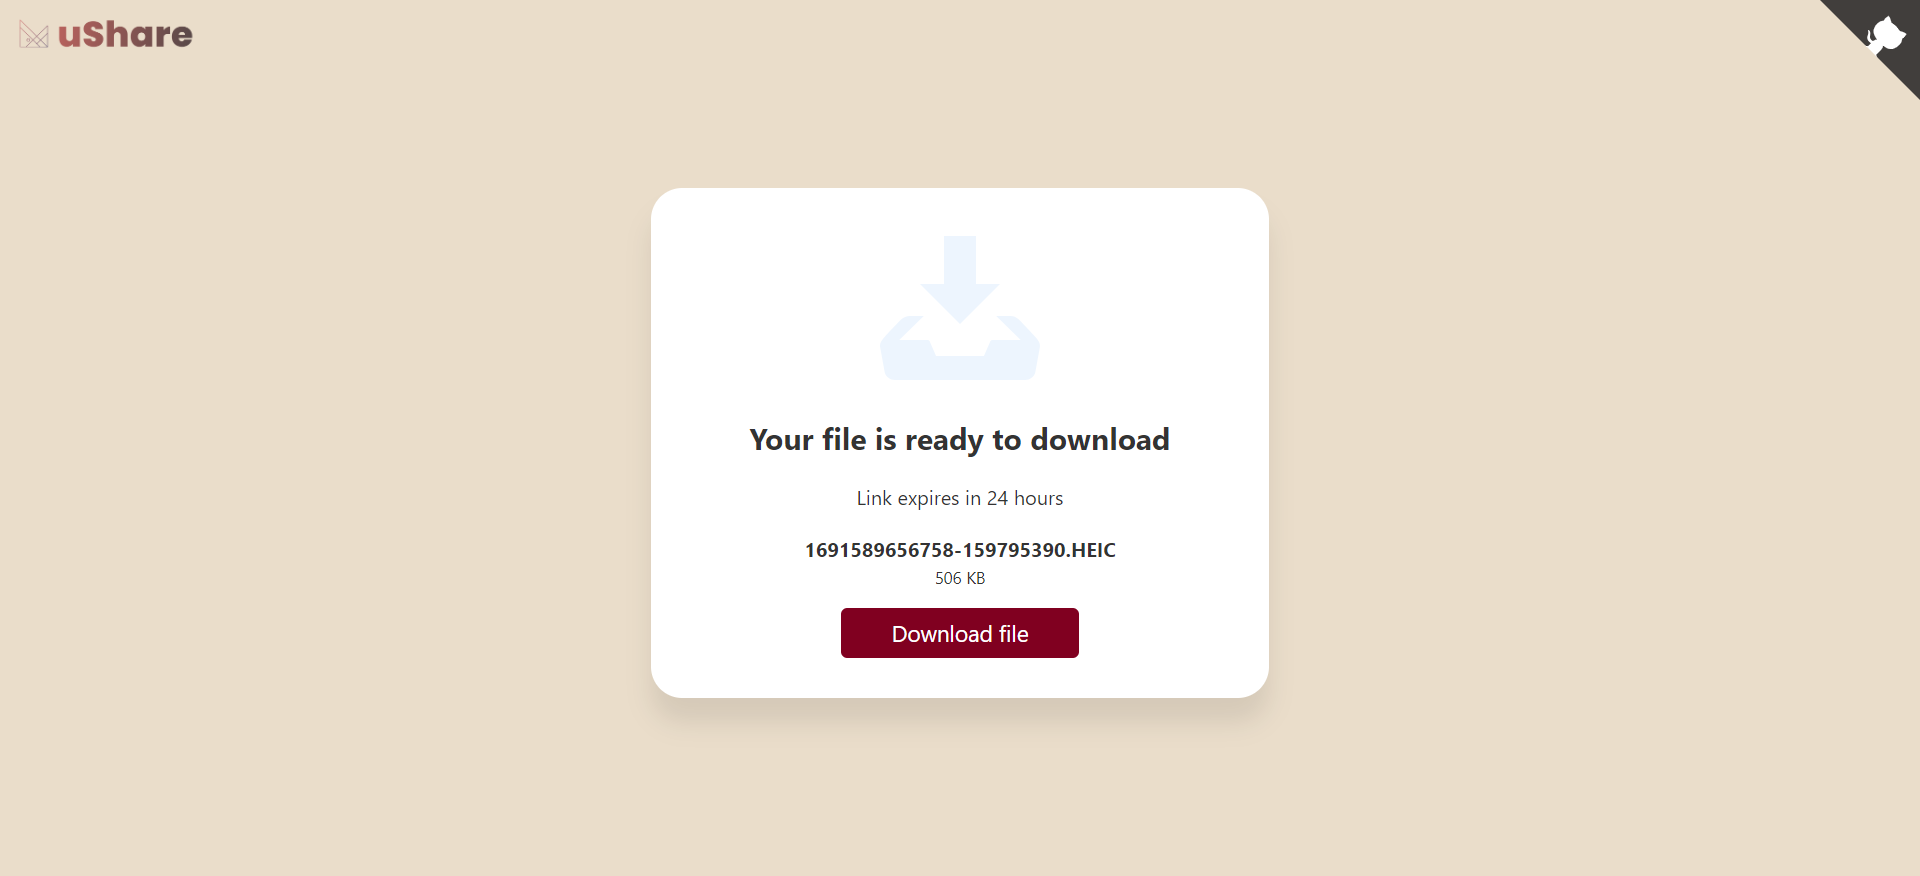 uShare
Your file is ready to download
Link expires in 24 hours
1691589656758-159795390.HEIC
506 KB
Download file